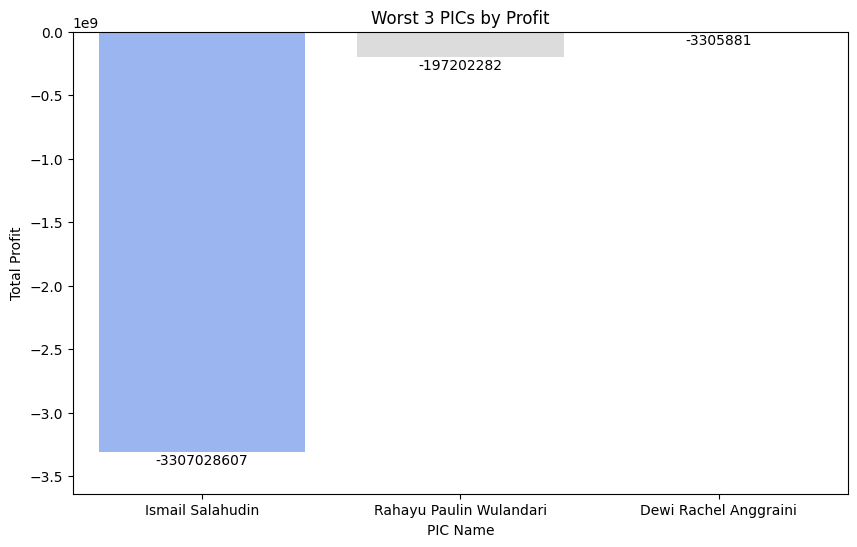 Worst 3 PICs by Profit
1e9
0.0
−0.5
−1.0
−1.5
−2.0
−2.5
−3.0
−3.5
Total Profit
-3307028607
-197202282
-3305881
Ismail Salahudin
Rahayu Paulin Wulandari
Dewi Rachel Anggraini
PIC Name